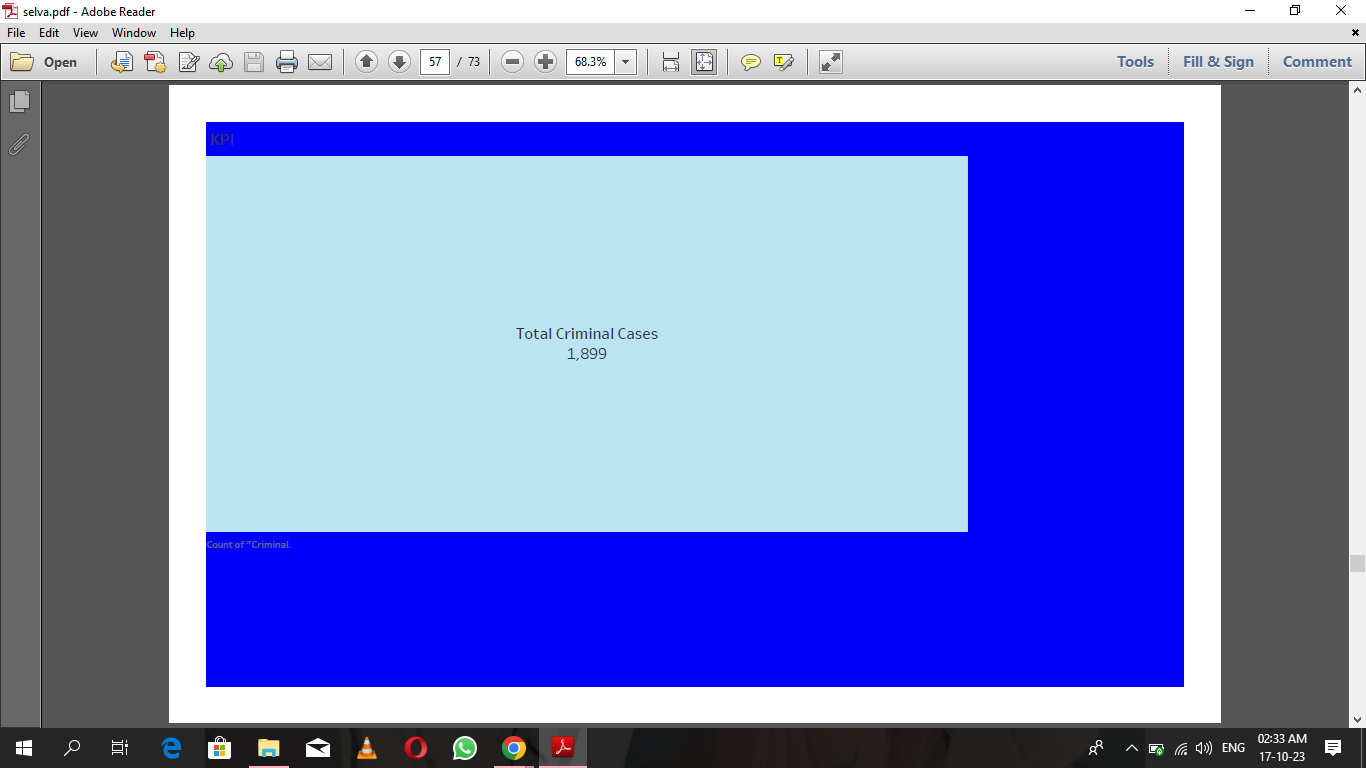 selva.pdf - Adobe Reader
File Edit View Window Help
Open 57 / 73 68.3% Tools Fill & Sign Comment
KPI
Total Criminal Cases
1,899
Count of "Criminal.
ENG 02:33 AM
17-10-23